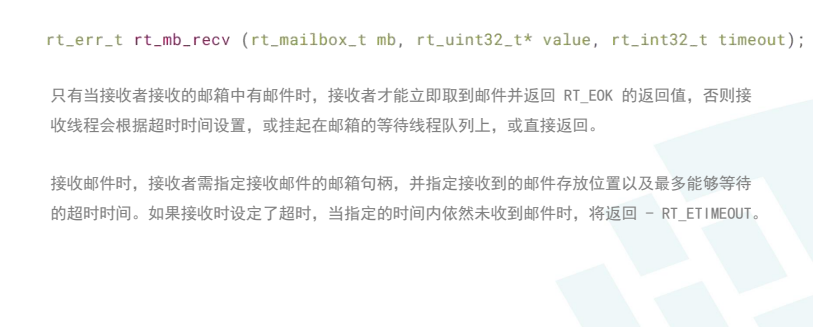 rt_err_t rt_mb_recv (rt_mailbox_t mb, rt_uint32_t* value, rt_int32_t timeout);
只有当接收者接收的邮箱中有邮件时，接收者才能立即取到邮件并返回 RT_EOK 的返回值，否则接
收线程会根据超时时间设置，或挂起在邮箱的等待线程队列上，或直接返回。
接收邮件时，接收者需指定接收邮件的邮箱句柄，并指定接收到的邮件存放位置以及最多能够等待
的超时时间。如果接收时设定了超时，当指定的时间内依然未收到邮件时，将返回 - RT_ETIMEOUT。